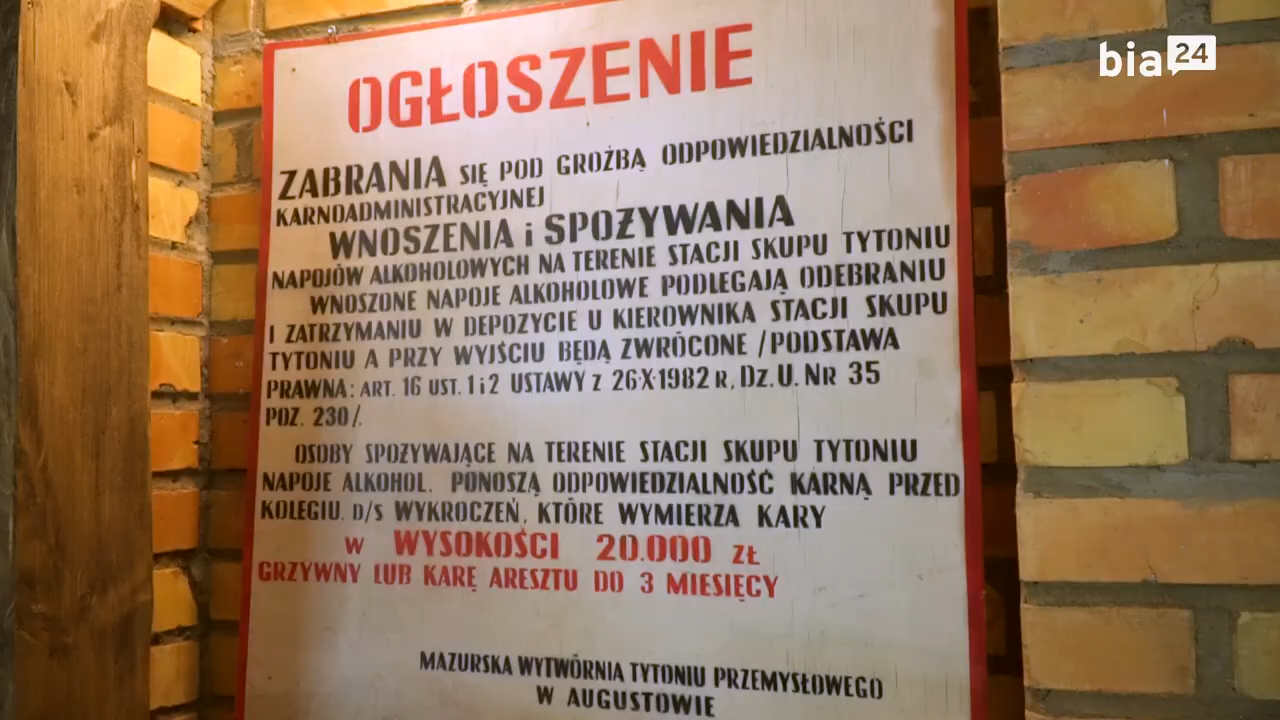 bia24
OGŁOSZENIE
ZABRANIA SIĘ POD GROŹBĄ ODPOWIEDZIALNOŚCI
KARNOADMINISTRACYJNEJ
WNOSZENIA i SPOŻYWANIA
NAPOJÓW ALKOHOLOWYCH NA TERENIE STACJI SKUPU TYTONIU
WNOSZONE NAPOJE ALKOHOLOWE PODLEGAJĄ ODEBRANIU
I ZATRZYMANIU W DEPOZYCIE U KIEROWNIKA STACJI SKUPU
TYTONIU A PRZY WYJŚCIU BĘDĄ ZWRÓCONE /PODSTAWA
PRAWNA: ART. 16 UST. 1 i 2 USTAWY z 26·X·1982 R, Dz. U. NR 35
POZ. 230/.
OSOBY SPOŻYWAJĄCE NA TERENIE STACJI SKUPU TYTONIU
NAPOJE ALKOHOL. PONOSZĄ ODPOWIEDZIALNOŚĆ KARNĄ PRZED
KOLEGIU. D/S WYKROCZEŃ, KTÓRE WYMIERZA KARY
W WYSOKOŚCI 20.000 ZŁ
GRZYWNY LUB KARĘ ARESZTU DO 3 MIESIĘCY
MAZURSKA WYTWÓRNIA TYTONIU PRZEMYSŁOWEGO
W AUGUSTOWIE